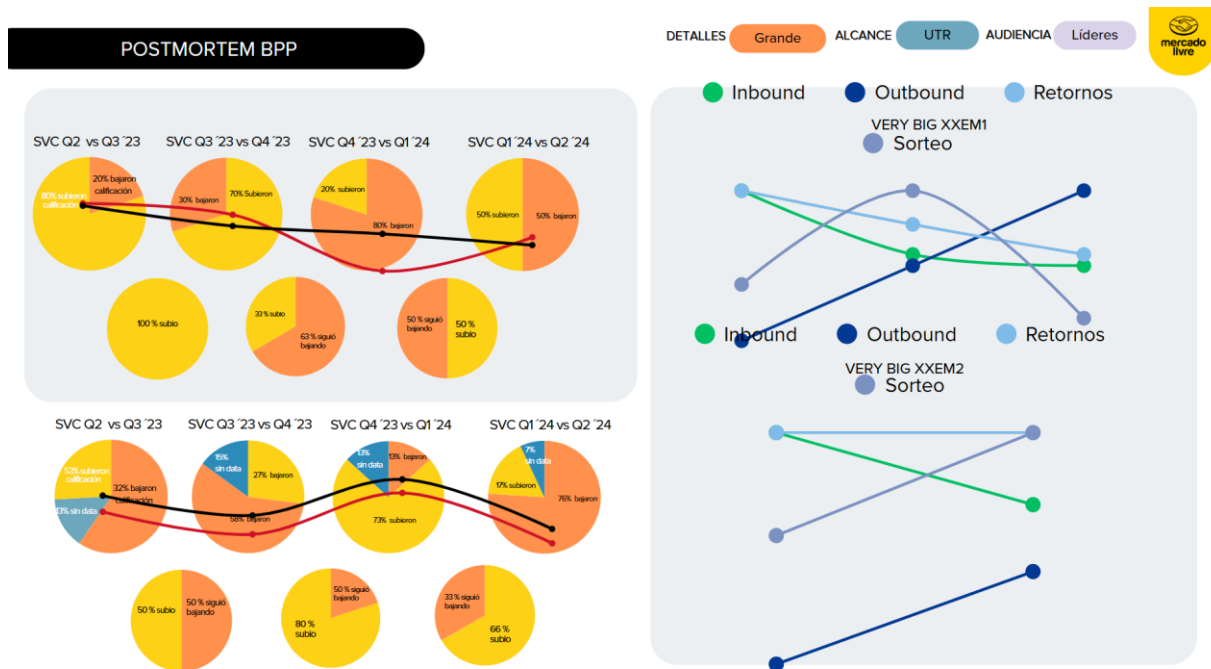 POSTMORTEM BPP
DETALLES
Grande
ALCANCE
UTR
AUDIENCIA
Líderes
mercado
livre
SVC Q2 vs Q3 ´23
SVC Q3 ´23 vs Q4 ´23
SVC Q4 ´23 vs Q1 ´24
SVC Q1 ´24 vs Q2 ´24
80% subieron
calificación
20% bajaron
calificación
30% bajaron
70% Subieron
20% subieron
80% bajaron
50% subieron
50% bajaron
100 % subio
33 % subio
63 % siguió
bajando
50 % siguió
bajando
50 %
subio
SVC Q2 vs Q3 ´23
SVC Q3 ´23 vs Q4 ´23
SVC Q4 ´23 vs Q1 ´24
SVC Q1 ´24 vs Q2 ´24
53% subieron
calificación
32% bajaron
calificación
13% sin data
15%
sin data
27% bajaron
58% bajaron
13%
sin data
13% bajaron
73% subieron
7%
sin data
17% subieron
76% bajaron
50 % subio
50 % siguió
bajando
50 % siguió
bajando
80 %
subio
33 % siguió
bajando
66 %
subio
Inbound
Outbound
Retornos
VERY BIG XXEM1
Sorteo
Inbound
Outbound
Retornos
VERY BIG XXEM2
Sorteo